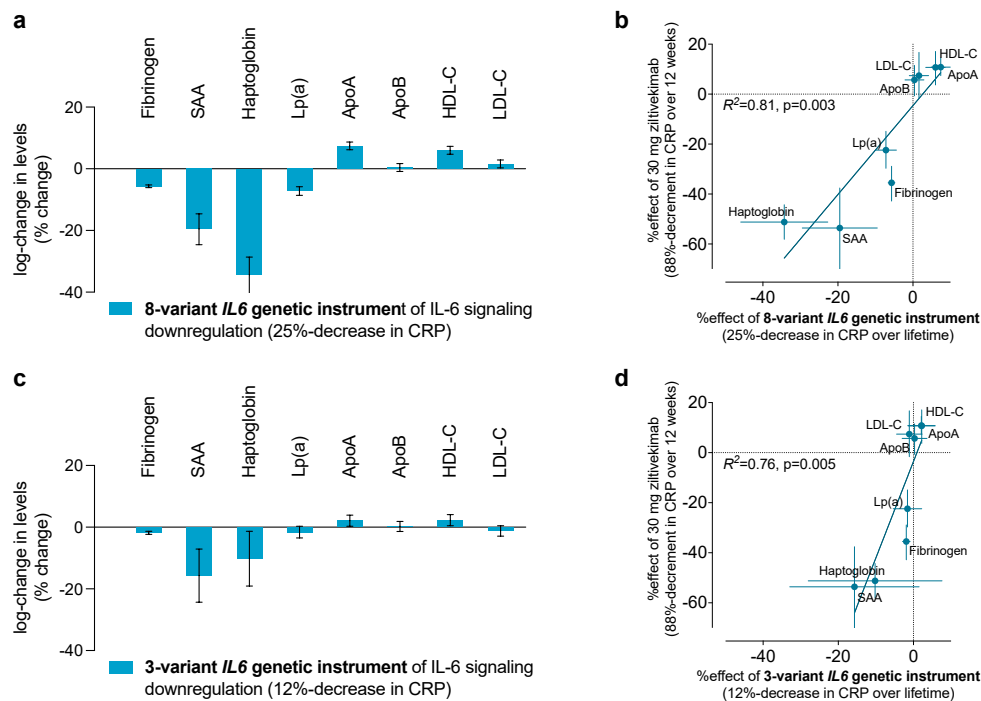 a
Fibrinogen
SAA
Haptoglobin
Lp(a)
ApoA
ApoB
HDL-C
LDL-C
log-change in levels
(% change)
20
0
-20
-40
8-variant IL6 genetic instrument of IL-6 signaling
downregulation (25%-decrease in CRP)
b
%effect of 30 mg ziltivekimab
(88%-decrement in CRP over 12 weeks)
20
0
-20
-40
-60
HDL-C
LDL-C
ApoA
ApoB
R²=0.81, p=0.003
Lp(a)
Fibrinogen
Haptoglobin
SAA
-40
-20
0
%effect of 8-variant IL6 genetic instrument
(25%-decrease in CRP over lifetime)
c
Fibrinogen
SAA
Haptoglobin
Lp(a)
ApoA
ApoB
HDL-C
LDL-C
log-change in levels
(% change)
20
0
-20
-40
3-variant IL6 genetic instrument of IL-6 signaling
downregulation (12%-decrease in CRP)
d
%effect of 30 mg ziltivekimab
(88%-decrement in CRP over 12 weeks)
20
0
-20
-40
-60
HDL-C
LDL-C
ApoA
ApoB
R²=0.76, p=0.005
Lp(a)
Fibrinogen
Haptoglobin
SAA
-40
-20
0
%effect of 3-variant IL6 genetic instrument
(12%-decrease in CRP over lifetime)